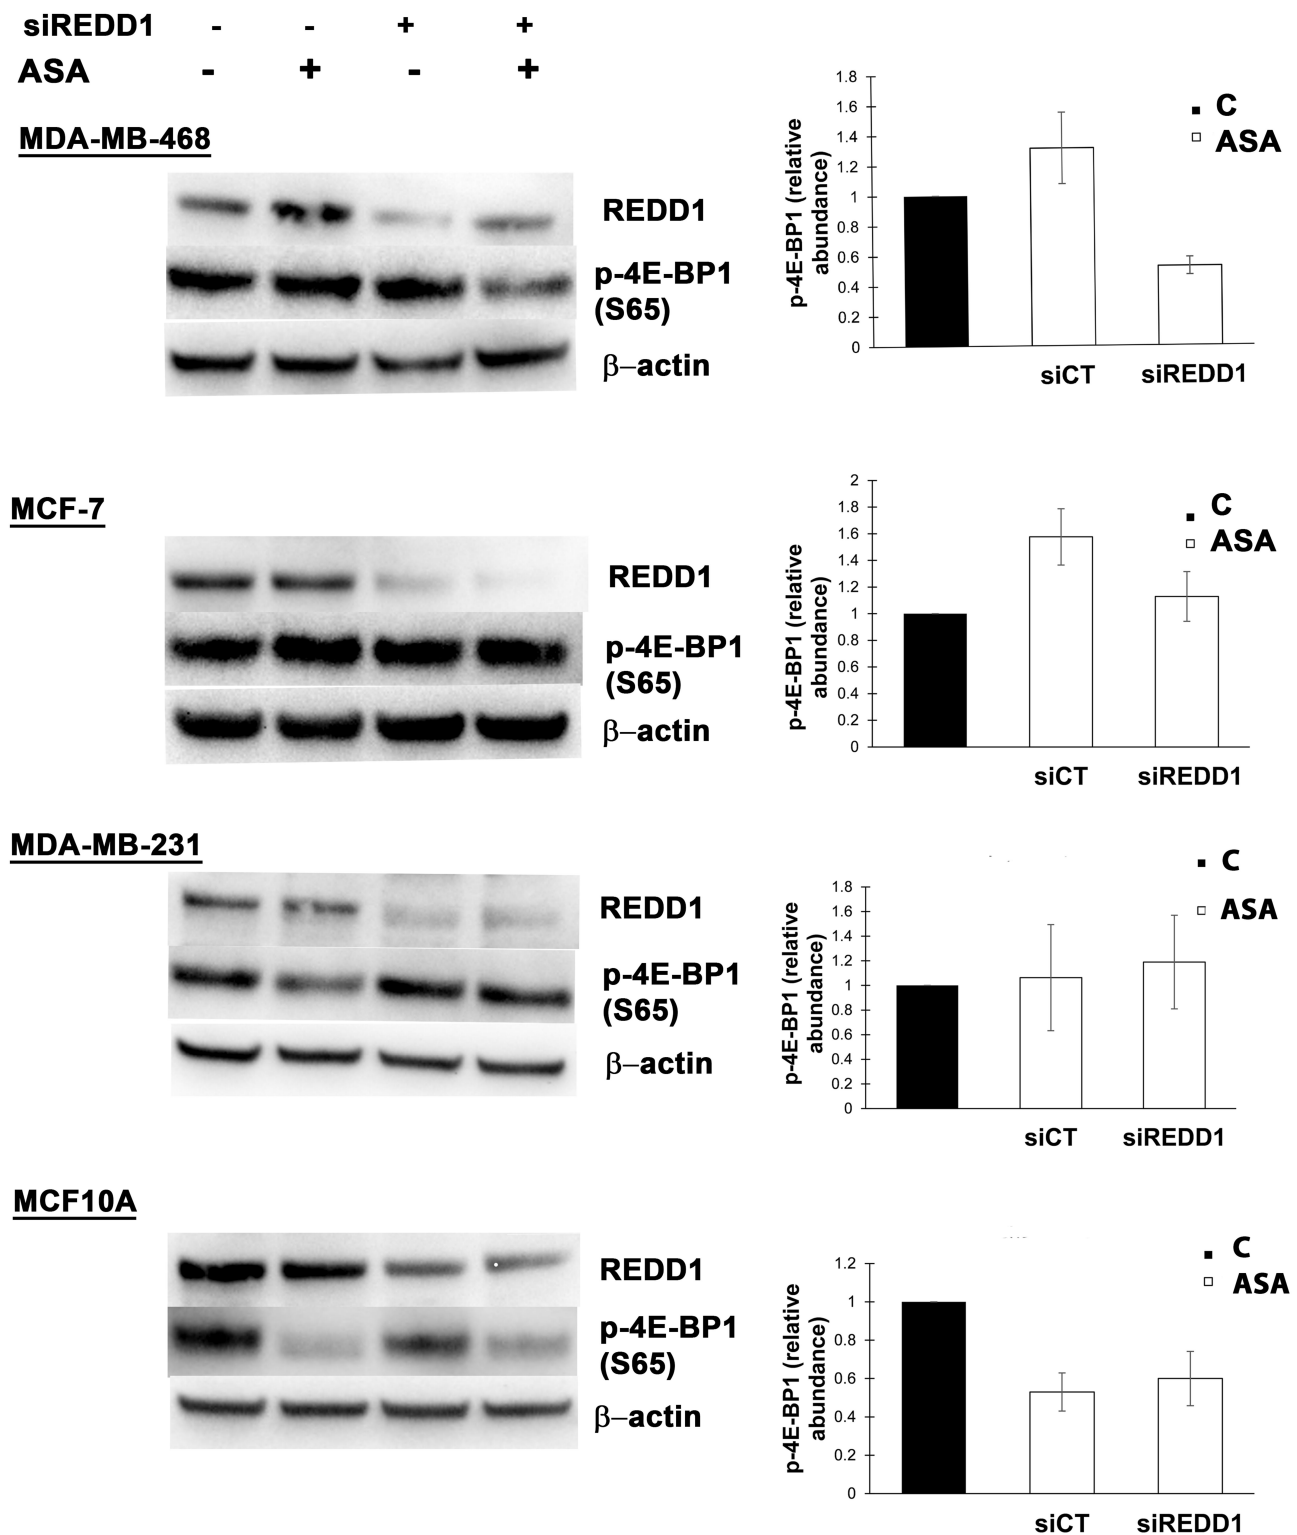 siREDD1 - - + +
ASA - + - +
MDA-MB-468
REDD1
p-4E-BP1
(S65)
β–actin
p-4E-BP1 (relative
abundance)
1.8
1.6
1.4
1.2
1
0.8
0.6
0.4
0.2
0
C
ASA
siCT siREDD1
MCF-7
REDD1
p-4E-BP1
(S65)
β–actin
p-4E-BP1 (relative
abundance)
2
1.8
1.6
1.4
1.2
1
0.8
0.6
0.4
0.2
0
C
ASA
siCT siREDD1
MDA-MB-231
REDD1
p-4E-BP1
(S65)
β–actin
p-4E-BP1 (relative
abundance)
1.8
1.6
1.4
1.2
1
0.8
0.6
0.4
0.2
0
C
ASA
siCT siREDD1
MCF10A
REDD1
p-4E-BP1
(S65)
β–actin
p-4E-BP1 (relative
abundance)
1.2
1
0.8
0.6
0.4
0.2
0
C
ASA
siCT siREDD1